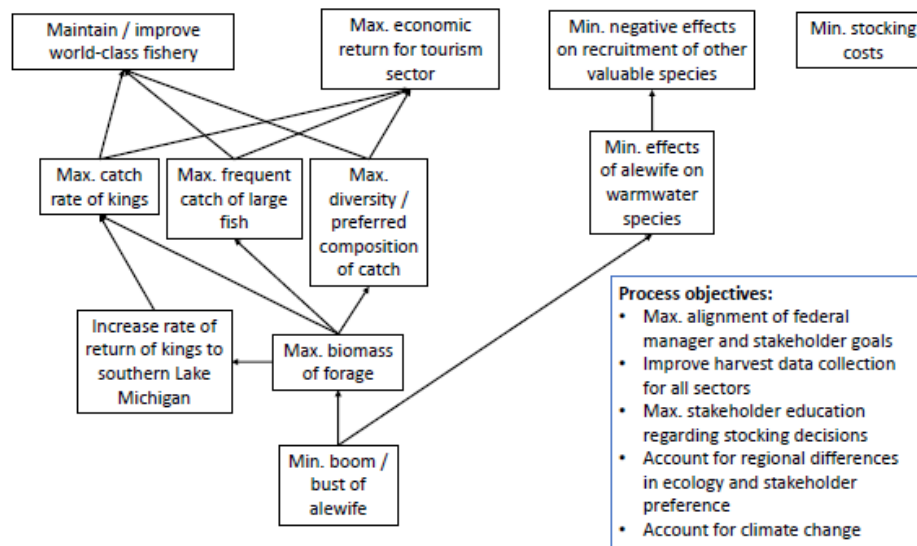 Maintain / improve
world-class fishery
Max. economic
return for tourism
sector
Min. negative effects
on recruitment of other
valuable species
Min. stocking
costs
Max. catch
rate of kings
Max. frequent
catch of large
fish
Max.
diversity /
preferred
composition
of catch
Min. effects
of alewife on
warmwater
species
Increase rate of
return of kings to
southern Lake
Michigan
Max. biomass
of forage
Min. boom /
bust of
alewife
Process objectives:
• Max. alignment of federal
manager and stakeholder goals
• Improve harvest data collection
for all sectors
• Max. stakeholder education
regarding stocking decisions
• Account for regional differences
in ecology and stakeholder
preference
• Account for climate change